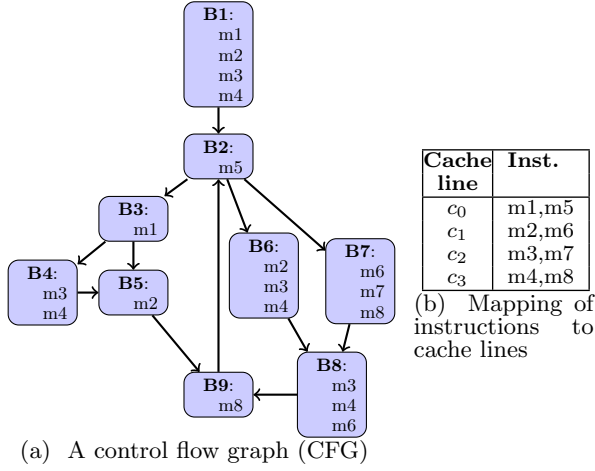 B1:
m1
m2
m3
m4
B2:
m5
B3:
m1
B4:
m3
m4
B5:
m2
B6:
m2
m3
m4
B7:
m6
m7
m8
B8:
m3
m4
m6
B9:
m8
(a) A control flow graph (CFG)
Cache line Inst.
c0 m1,m5
c1 m2,m6
c2 m3,m7
c3 m4,m8
(b) Mapping of
instructions to
cache lines